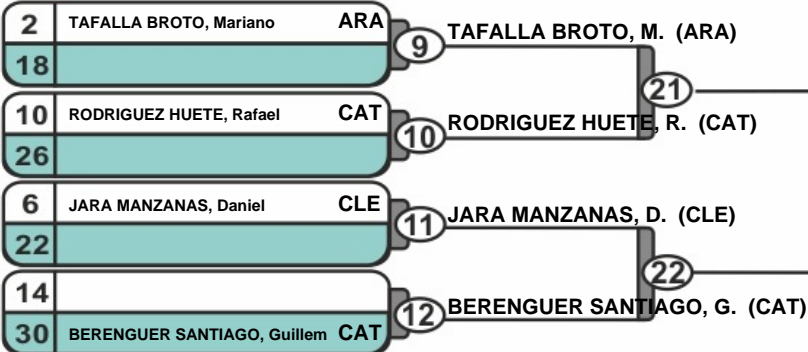 2 TAFALLA BROTO, Mariano ARA
9 TAFALLA BROTO, M. (ARA)
18
21
10 RODRIGUEZ HUETE, Rafael CAT
10 RODRIGUEZ HUETE, R. (CAT)
26
6 JARA MANZANAS, Daniel CLE
11 JARA MANZANAS, D. (CLE)
22
22
14
12 BERENGUER SANTIAGO, G. (CAT)
30 BERENGUER SANTIAGO, Guillem CAT